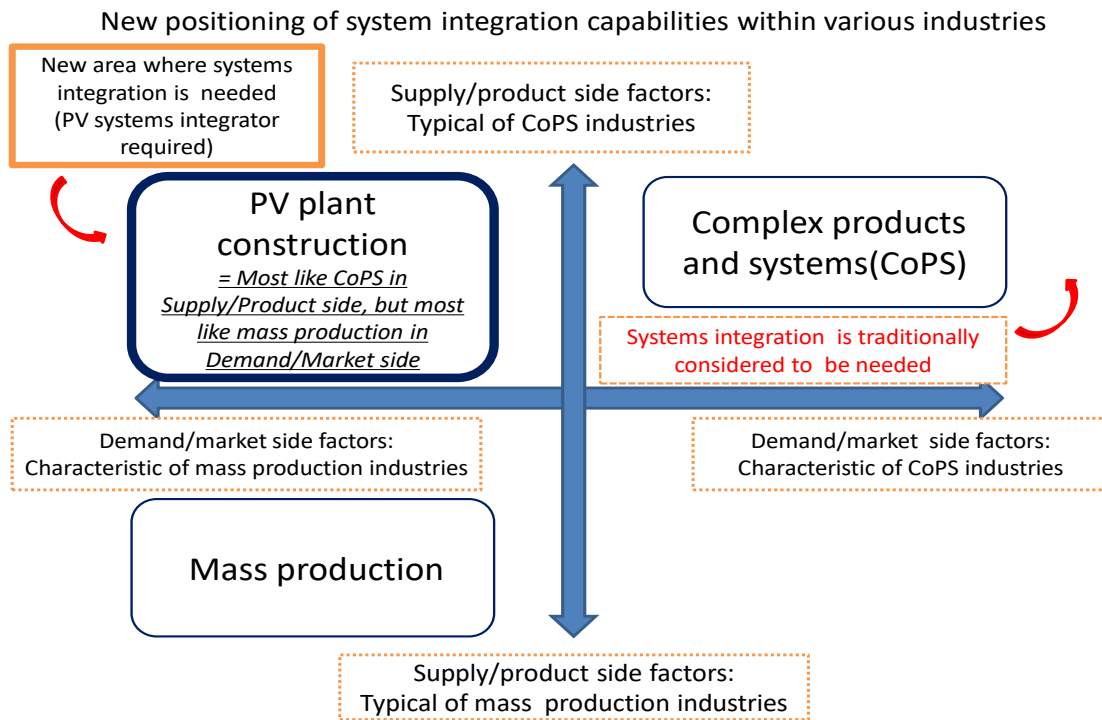 New positioning of system integration capabilities within various industries
New area where systems
integration is needed
(PV systems integrator
required)
Supply/product side factors:
Typical of CoPS industries
PV plant
construction
= Most like CoPS in
Supply/Product side, but most
like mass production in
Demand/Market side
Complex products
and systems(CoPS)
Systems integration is traditionally
considered to be needed
Demand/market side factors:
Characteristic of mass production industries
Demand/market side factors:
Characteristic of CoPS industries
Mass production
Supply/product side factors:
Typical of mass production industries